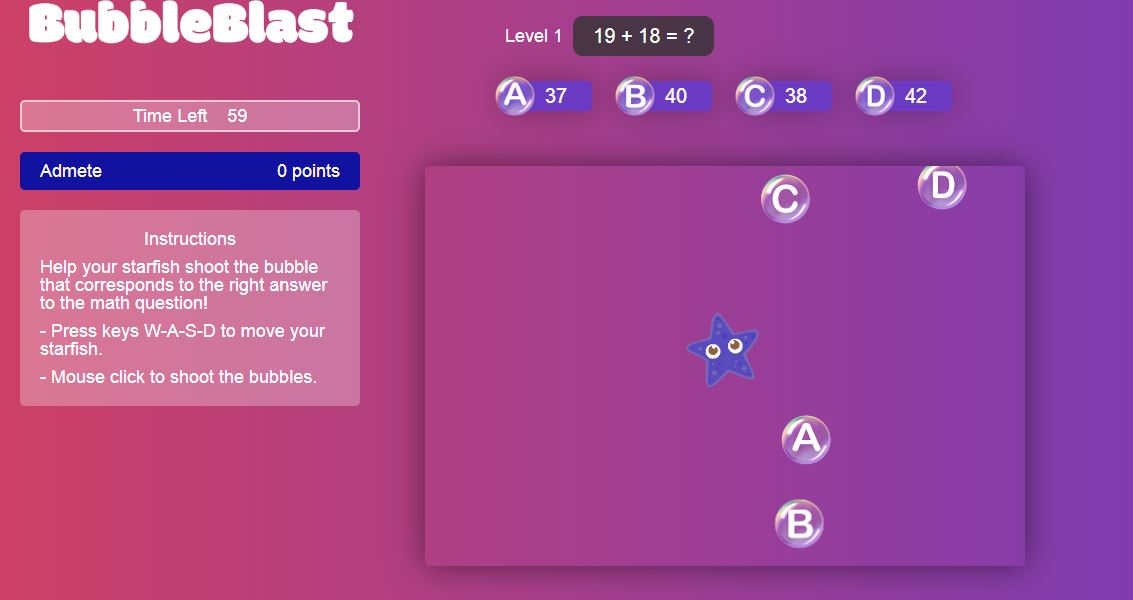 BubbleBlast
Level 1 19 + 18 = ?
A 37 B 40 C 38 D 42
Time Left 59
Admete 0 points
Instructions
Help your starfish shoot the bubble
that corresponds to the right answer
to the math question!
- Press keys W-A-S-D to move your
starfish.
- Mouse click to shoot the bubbles.
C
D
A
B